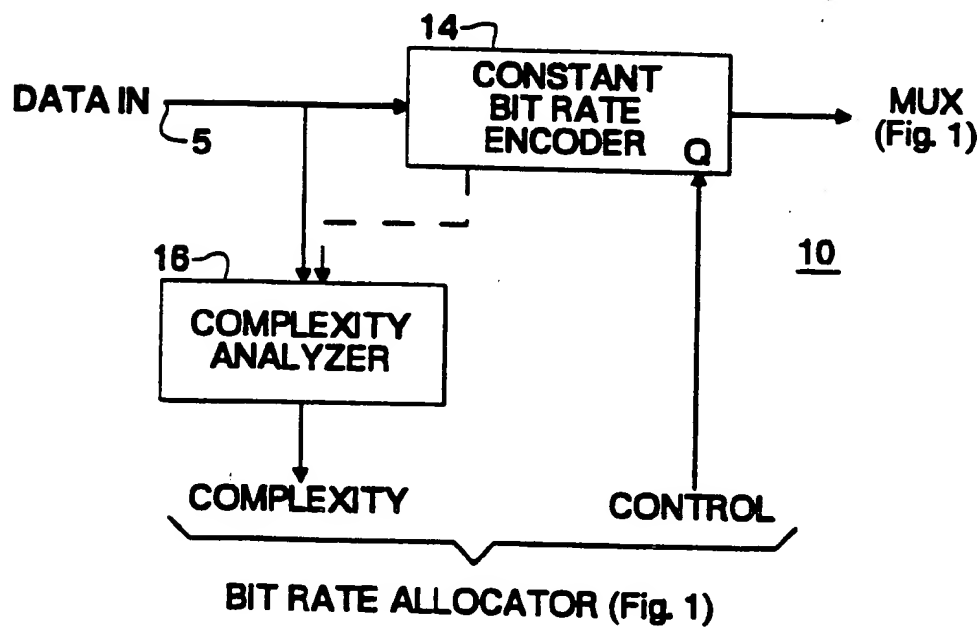 14
CONSTANT
BIT RATE
ENCODER
Q
DATA IN
5
MUX
(Fig. 1)
10
16
COMPLEXITY
ANALYZER
COMPLEXITY
CONTROL
BIT RATE ALLOCATOR (Fig. 1)